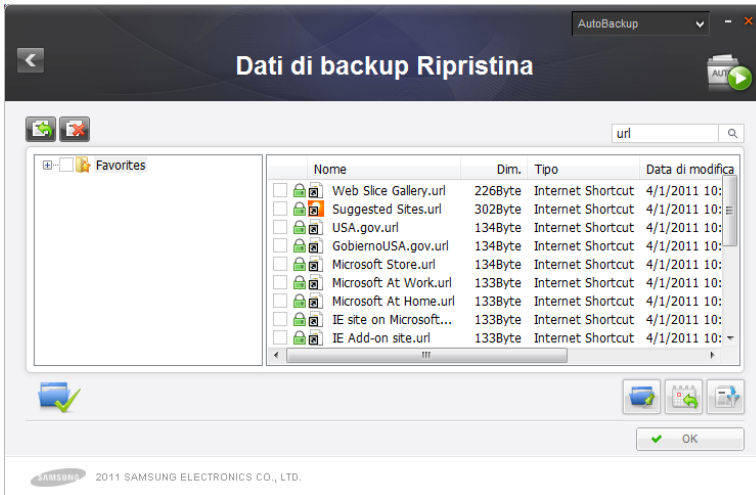 AutoBackup
Dati di backup Ripristina
AUT
url
Favorites
Nome Dim. Tipo Data di modifica
Web Slice Gallery.url 226Byte Internet Shortcut 4/1/2011 10:
Suggested Sites.url 302Byte Internet Shortcut 4/1/2011 10:
USA.gov.url 134Byte Internet Shortcut 4/1/2011 10:
GobiernoUSA.gov.url 134Byte Internet Shortcut 4/1/2011 10:
Microsoft Store.url 134Byte Internet Shortcut 4/1/2011 10:
Microsoft At Work.url 133Byte Internet Shortcut 4/1/2011 10:
Microsoft At Home.url 133Byte Internet Shortcut 4/1/2011 10:
IE site on Microsoft... 133Byte Internet Shortcut 4/1/2011 10:
IE Add-on site.url 133Byte Internet Shortcut 4/1/2011 10:
OK
SAMSUNG 2011 SAMSUNG ELECTRONICS CO., LTD.